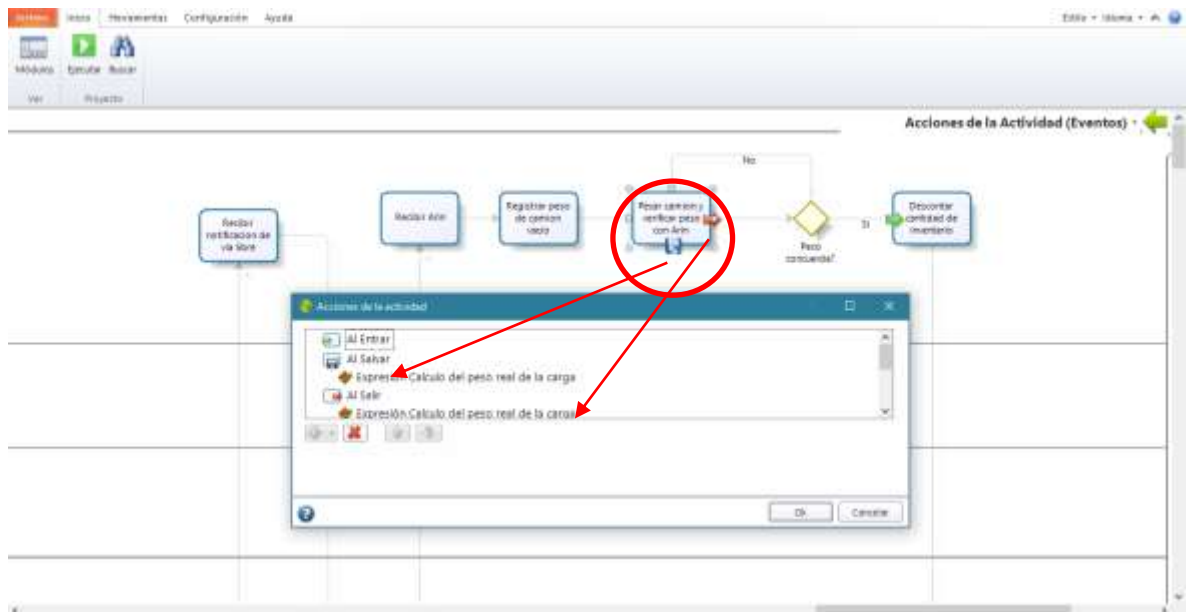 Archivo Inicio Herramientas Configuración Ayuda
Estilo Idioma
Módulos Ejecutar Buscar
Ver Proyecto
Acciones de la Actividad (Eventos)
No
Recibir
notificacion de
via libre
Recibir Arin
Registrar peso
de camion
vacio
Pesar camion y
verificar peso
con Arin
Peso
concuerda?
Si
Descontar
cantidad de
inventario
Acciones de la actividad
Al Entrar
Al Salvar
Expresión Calculo del peso real de la carga
Al Salir
Expresión Calculo del peso real de la carga
Ok Cancelar